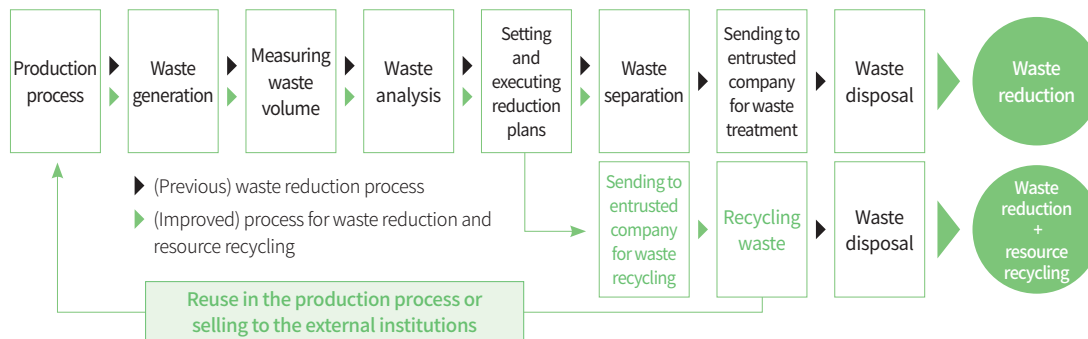 Production
process
Waste
generation
Measuring
waste
volume
Waste
analysis
Setting
and
executing
reduction
plans
Waste
separation
Sending to
entrusted
company
for waste
treatment
Waste
disposal
Waste
reduction
(Previous) waste reduction process
(Improved) process for waste reduction and
resource recycling
Sending to
entrusted
company
for waste
recycling
Recycling
waste
Waste
disposal
Waste
reduction
+
resource
recycling
Reuse in the production process or
selling to the external institutions